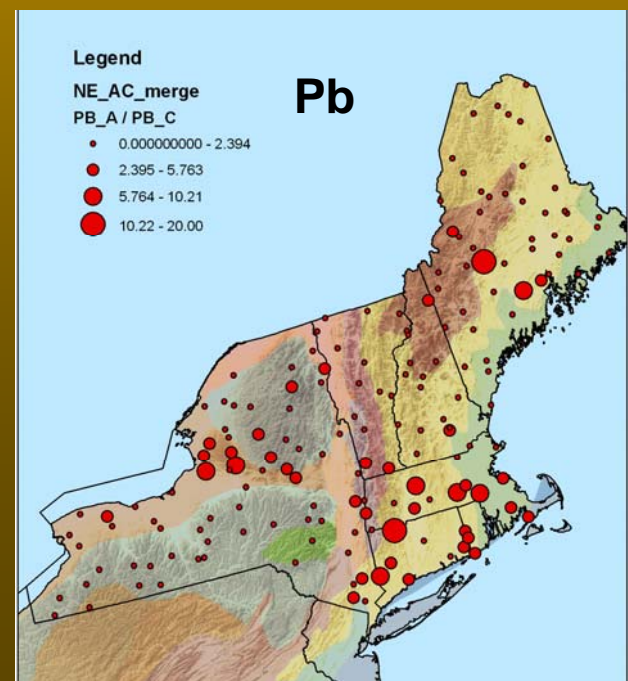 Legend
NE_AC_merge
Pb
PB_A / PB_C
0.000000000 - 2.394
2.395 - 5.763
5.764 - 10.21
10.22 - 20.00